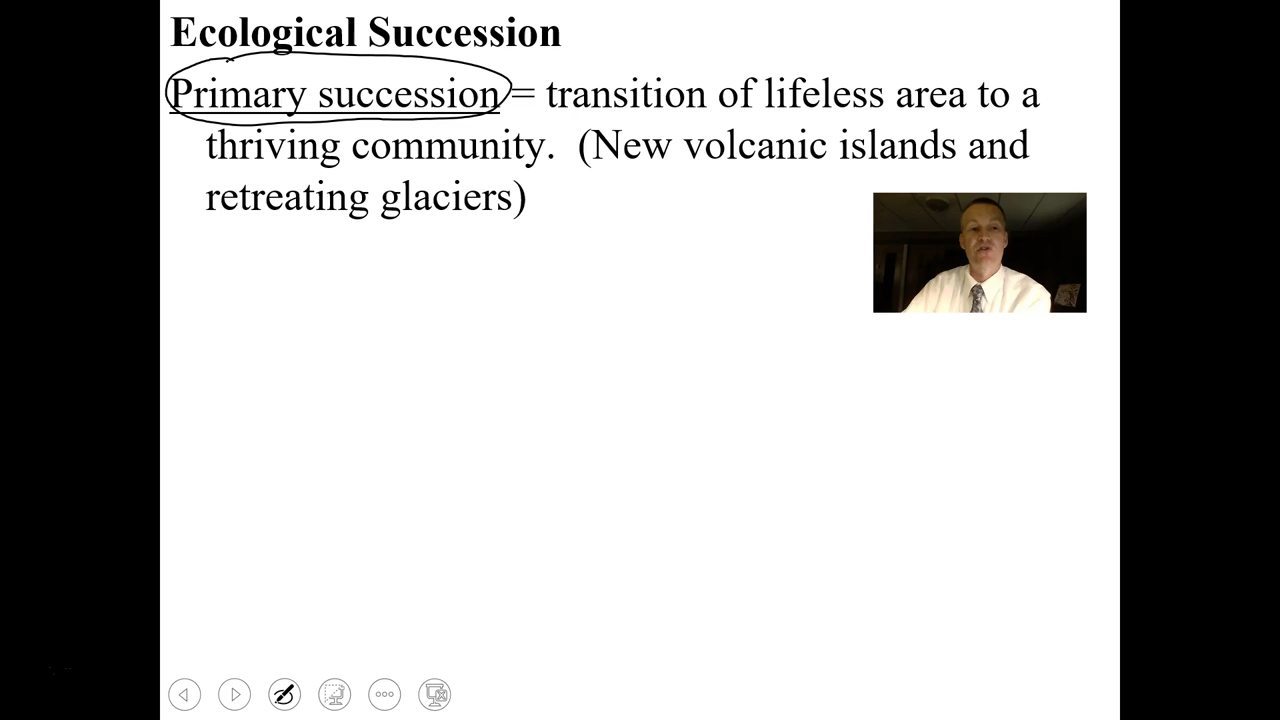 Ecological Succession
Primary succession = transition of lifeless area to a
thriving community.  (New volcanic islands and
retreating glaciers)